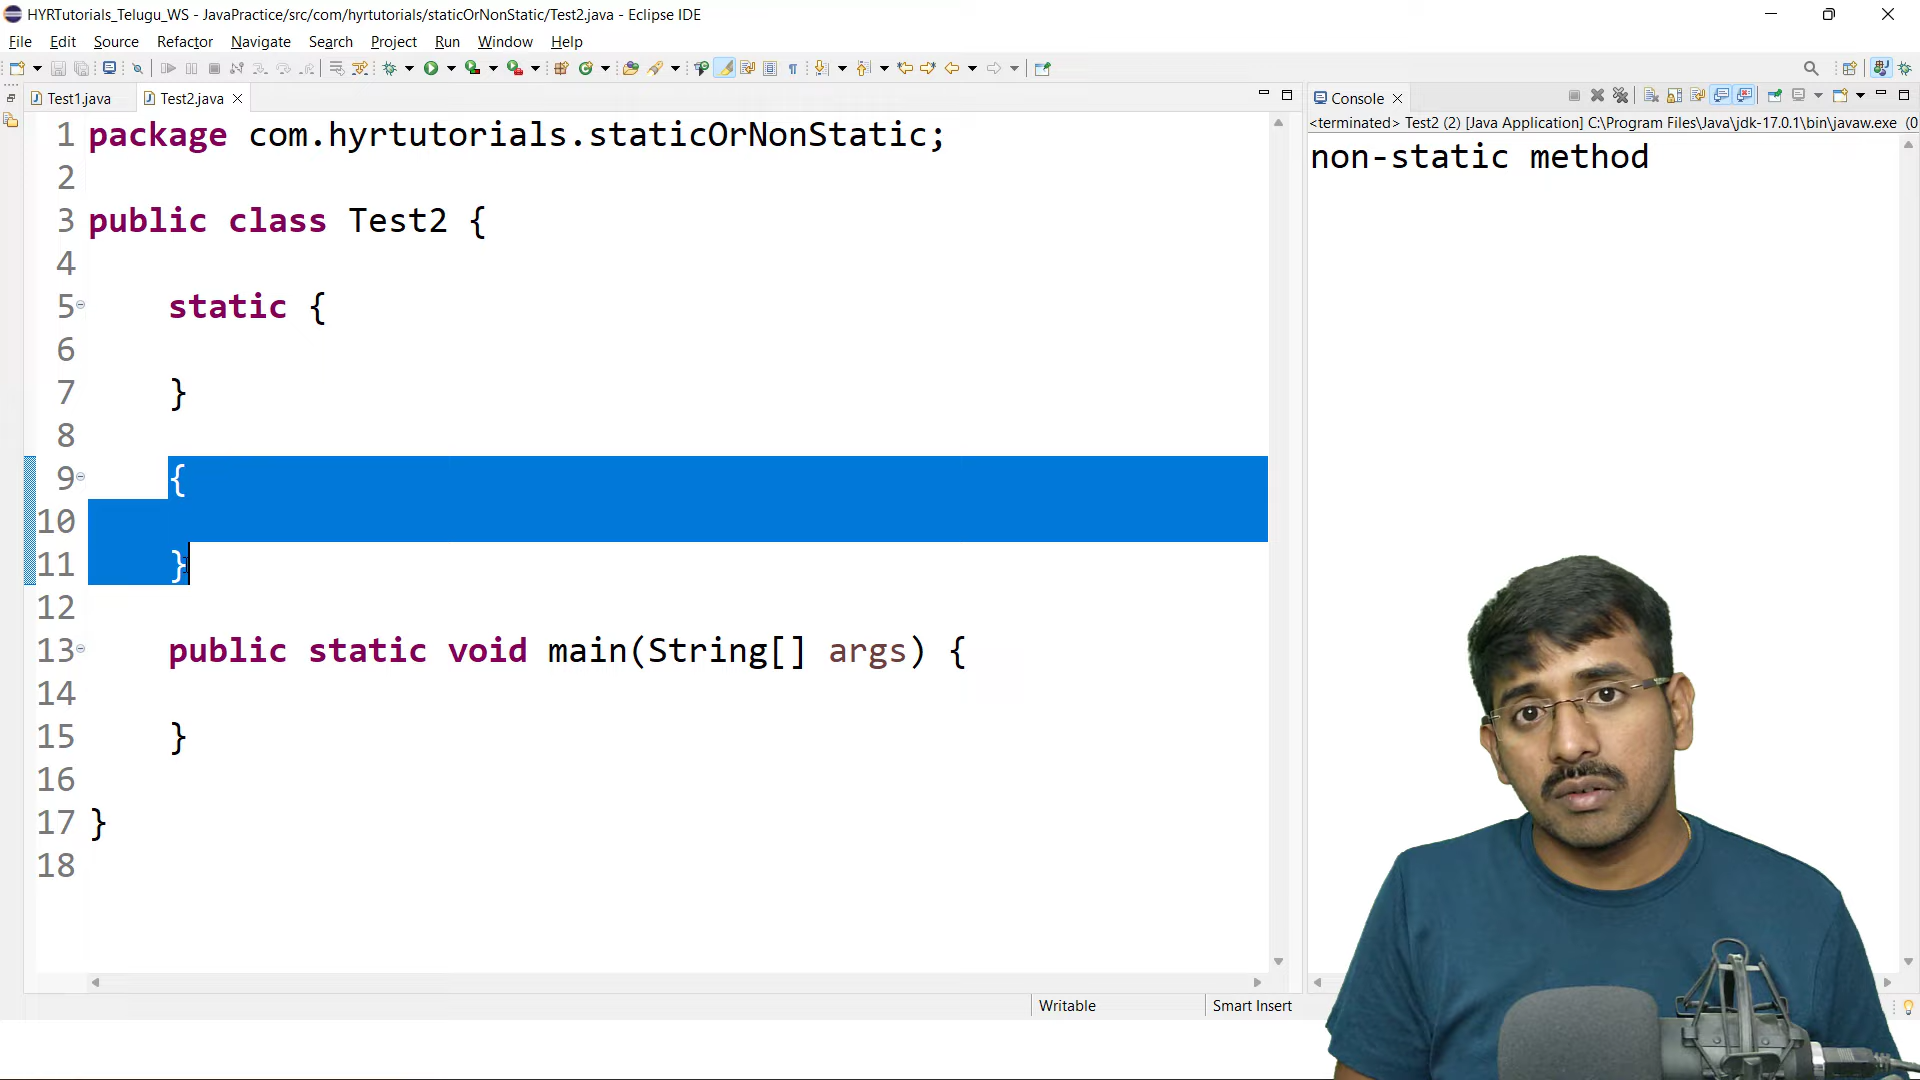 HYRTutorials_Telugu_WS - JavaPractice/src/com/hyrtutorials/staticOrNonStatic/Test2.java - Eclipse IDE
File Edit Source Refactor Navigate Search Project Run Window Help
Test1.java Test2.java
Console
<terminated> Test2 (2) [Java Application] C:\Program Files\Java\jdk-17.0.1\bin\javaw.exe (0
non-static method
1 package com.hyrtutorials.staticOrNonStatic;
2
3 public class Test2 {
4
5 static {
6
7 }
8
9 {
10
11 }
12
13 public static void main(String[] args) {
14
15 }
16
17 }
18
Writable Smart Insert